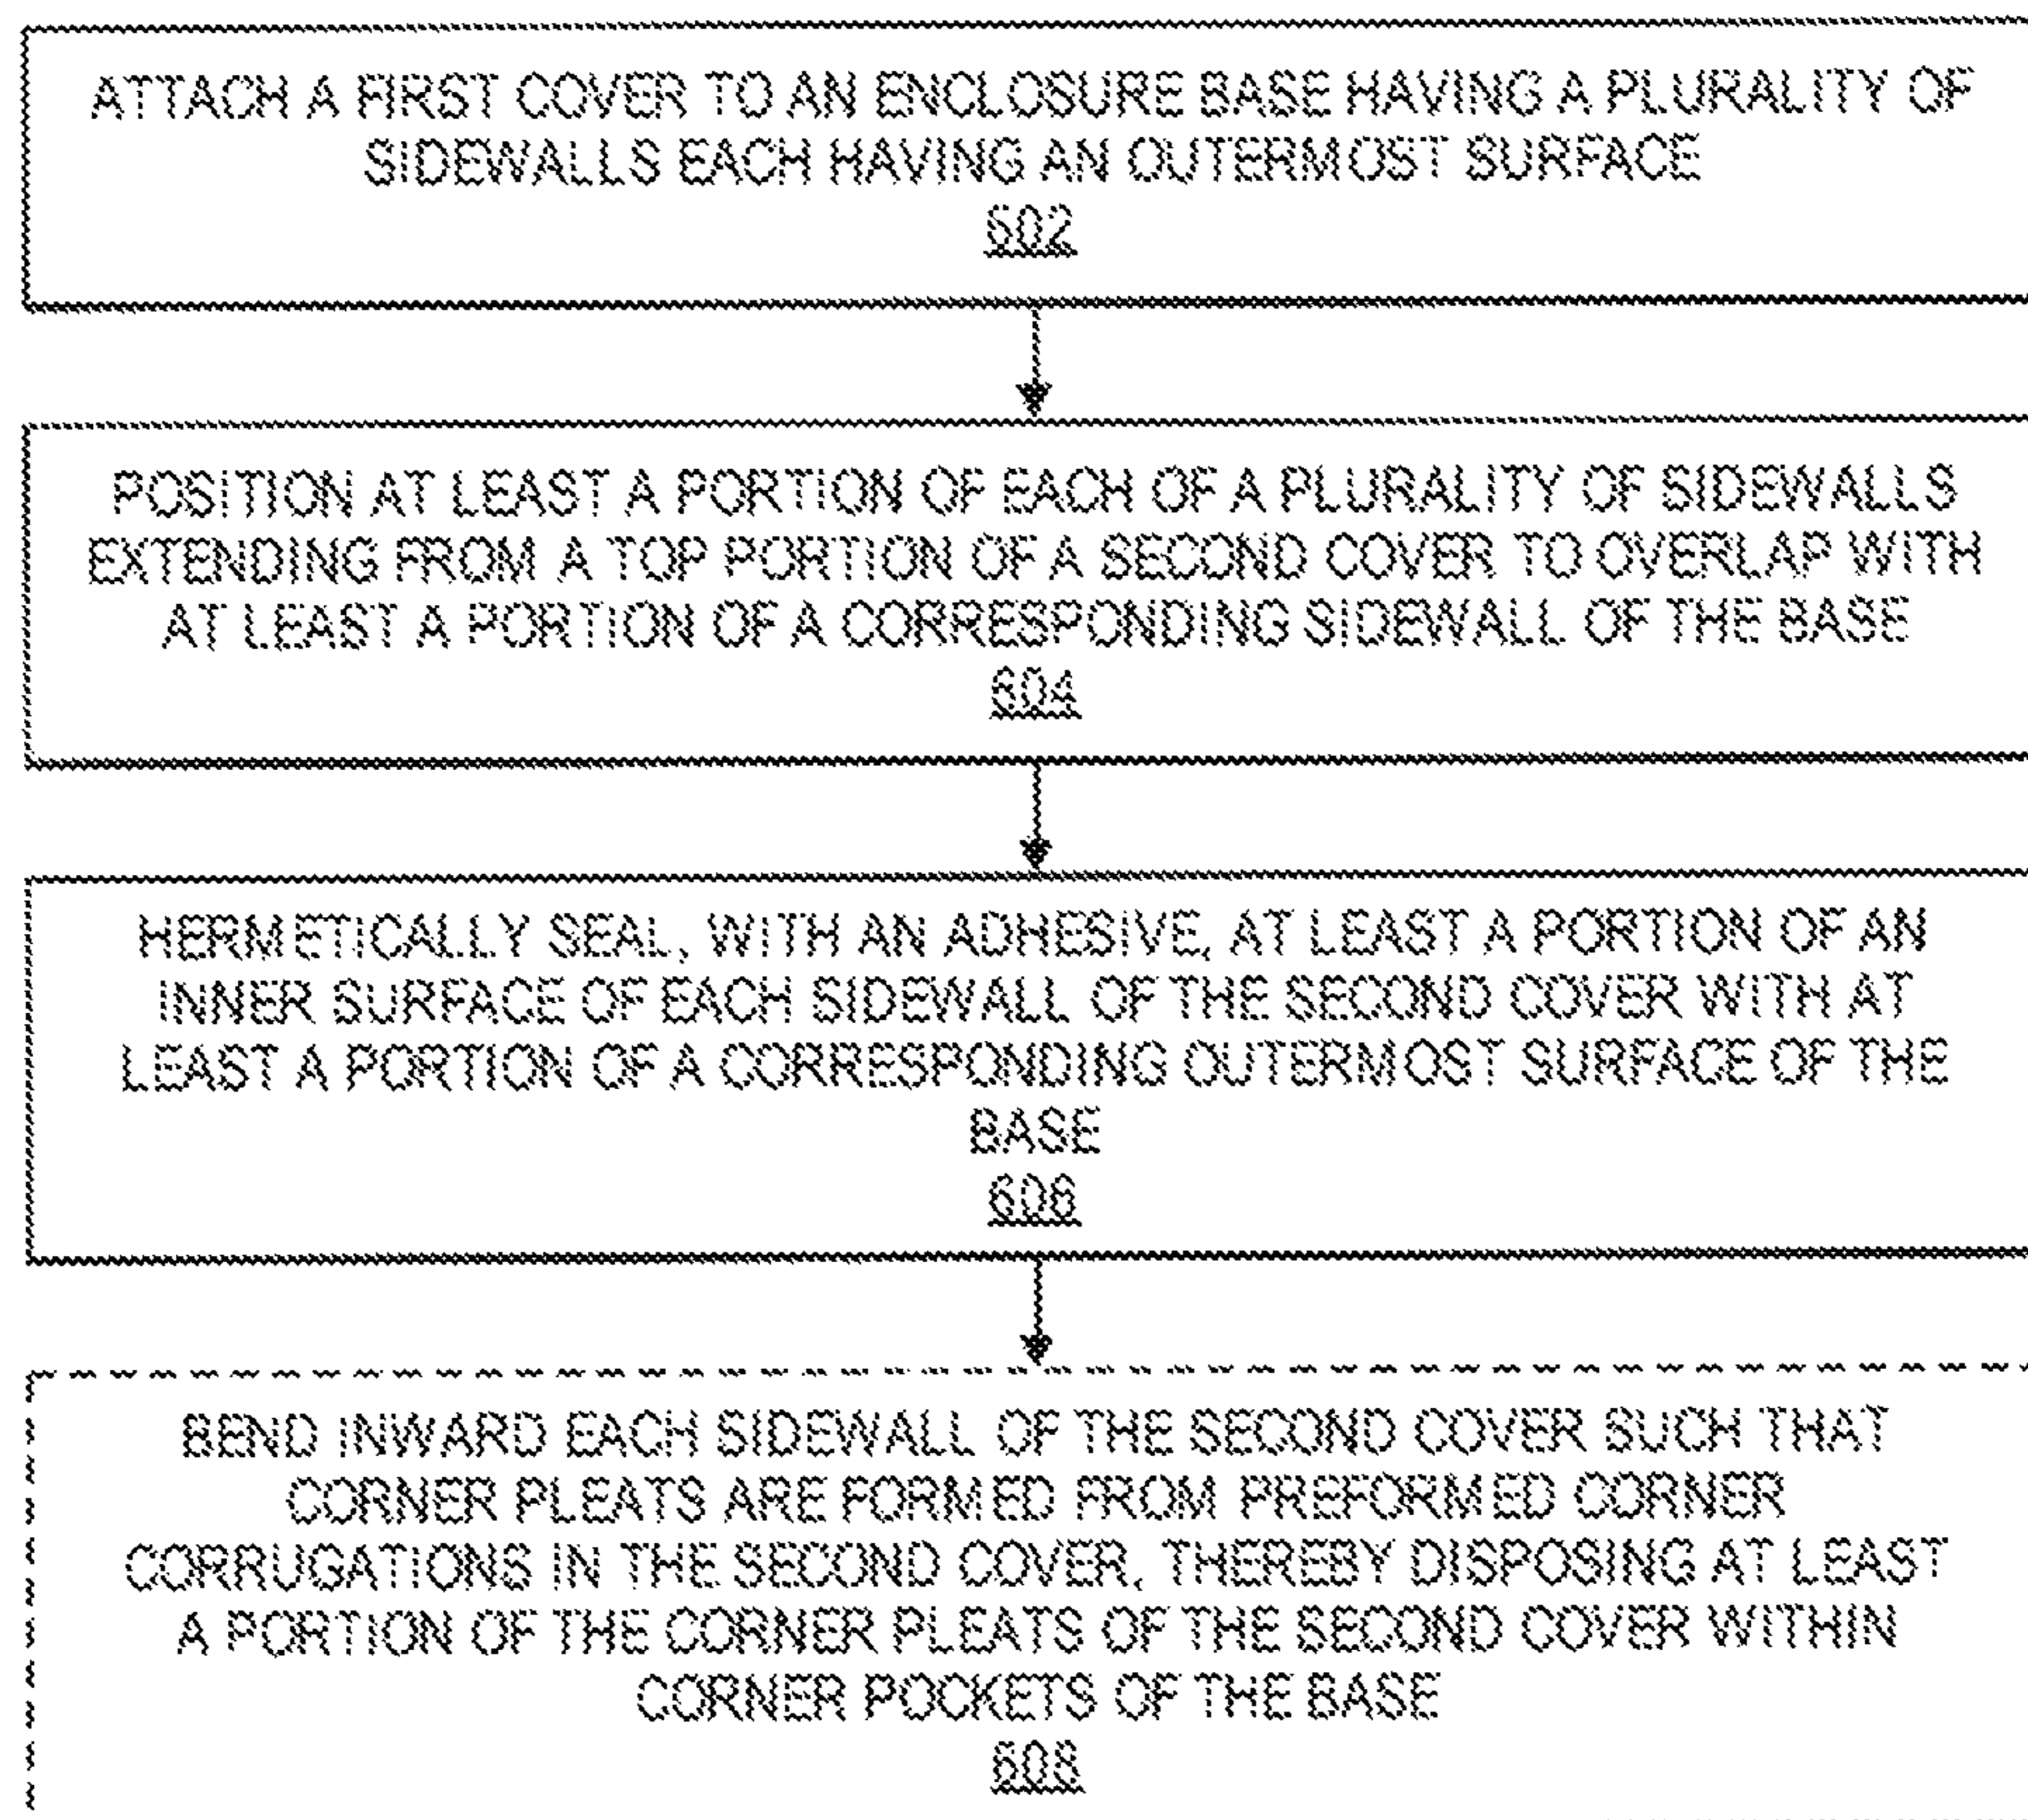 ATTACH A FIRST COVER TO AN ENCLOSURE BASE HAVING A PLURALITY OF
SIDEWALLS EACH HAVING AN OUTERMOST SURFACE
602
POSITION AT LEAST A PORTION OF EACH OF A PLURALITY OF SIDEWALLS
EXTENDING FROM A TOP PORTION OF A SECOND COVER TO OVERLAP WITH
AT LEAST A PORTION OF A CORRESPONDING SIDEWALL OF THE BASE
604
HERMETICALLY SEAL, WITH AN ADHESIVE, AT LEAST A PORTION OF AN
INNER SURFACE OF EACH SIDEWALL OF THE SECOND COVER WITH AT
LEAST A PORTION OF A CORRESPONDING OUTERMOST SURFACE OF THE
BASE
606
BEND INWARD EACH SIDEWALL OF THE SECOND COVER SUCH THAT
CORNER PLEATS ARE FORMED FROM PREFORMED CORNER
CORRUGATIONS IN THE SECOND COVER, THEREBY DISPOSING AT LEAST
A PORTION OF THE CORNER PLEATS OF THE SECOND COVER WITHIN
CORNER POCKETS OF THE BASE
608